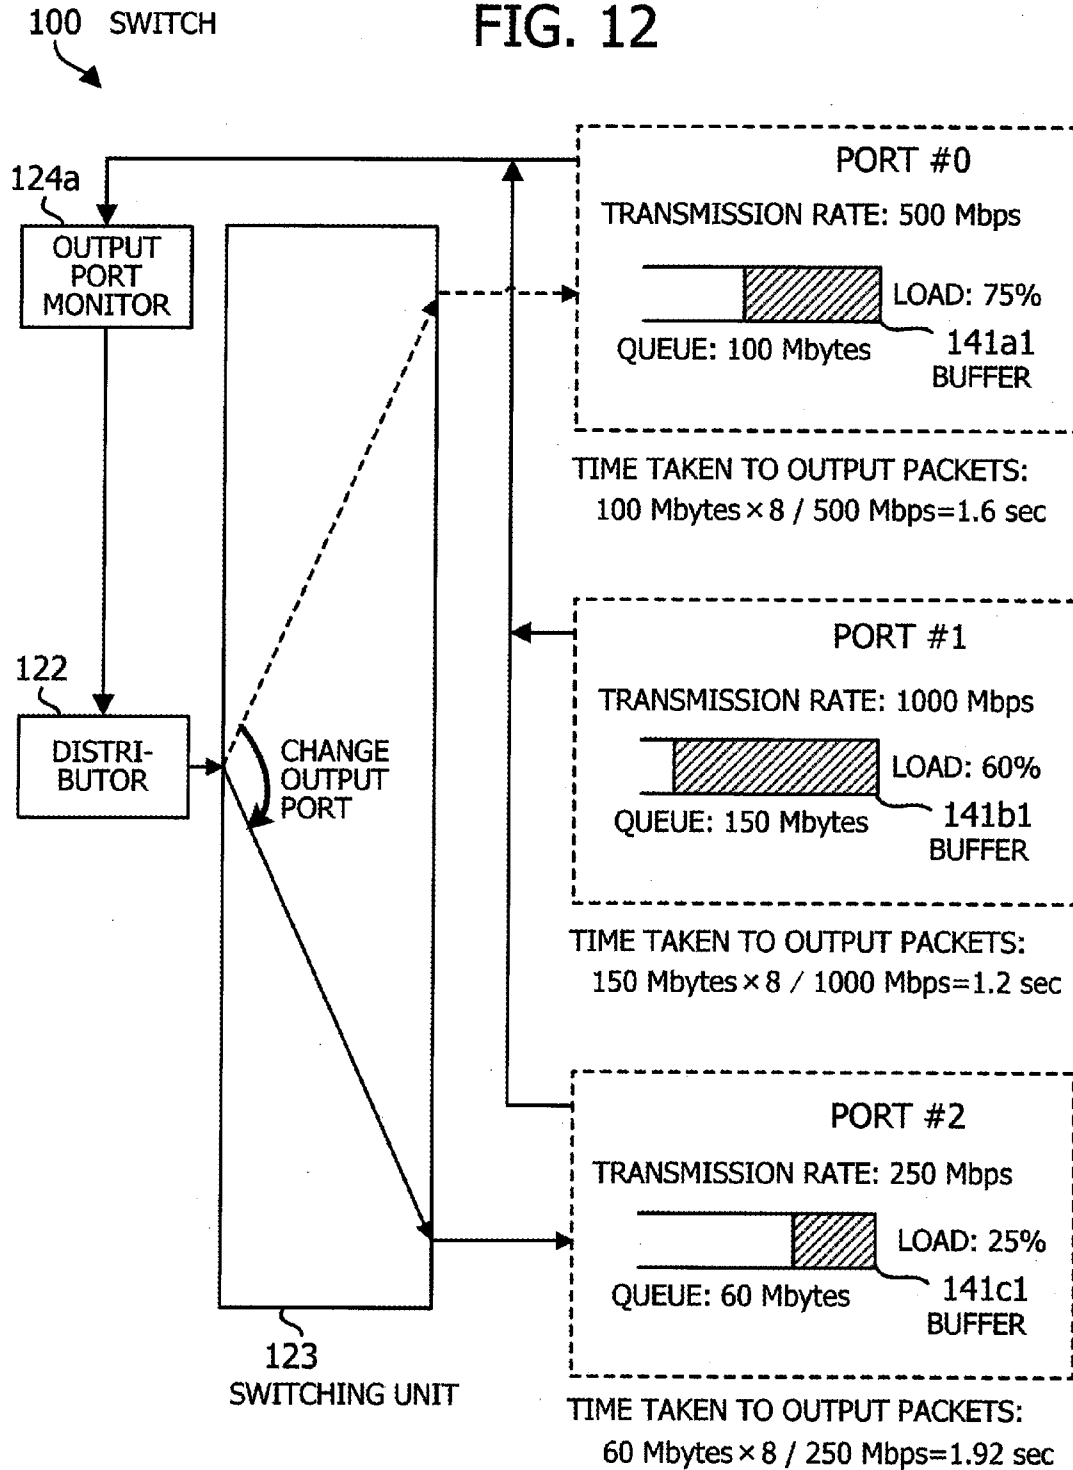 FIG. 12
100 SWITCH
124a
OUTPUT
PORT
MONITOR
122
DISTRI-
BUTOR
CHANGE
OUTPUT
PORT
123
SWITCHING UNIT
PORT #0
TRANSMISSION RATE: 500 Mbps
LOAD: 75%
QUEUE: 100 Mbytes
141a1
BUFFER
TIME TAKEN TO OUTPUT PACKETS:
100 Mbytes×8 / 500 Mbps=1.6 sec
PORT #1
TRANSMISSION RATE: 1000 Mbps
LOAD: 60%
QUEUE: 150 Mbytes
141b1
BUFFER
TIME TAKEN TO OUTPUT PACKETS:
150 Mbytes×8 / 1000 Mbps=1.2 sec
PORT #2
TRANSMISSION RATE: 250 Mbps
LOAD: 25%
QUEUE: 60 Mbytes
141c1
BUFFER
TIME TAKEN TO OUTPUT PACKETS:
60 Mbytes×8 / 250 Mbps=1.92 sec